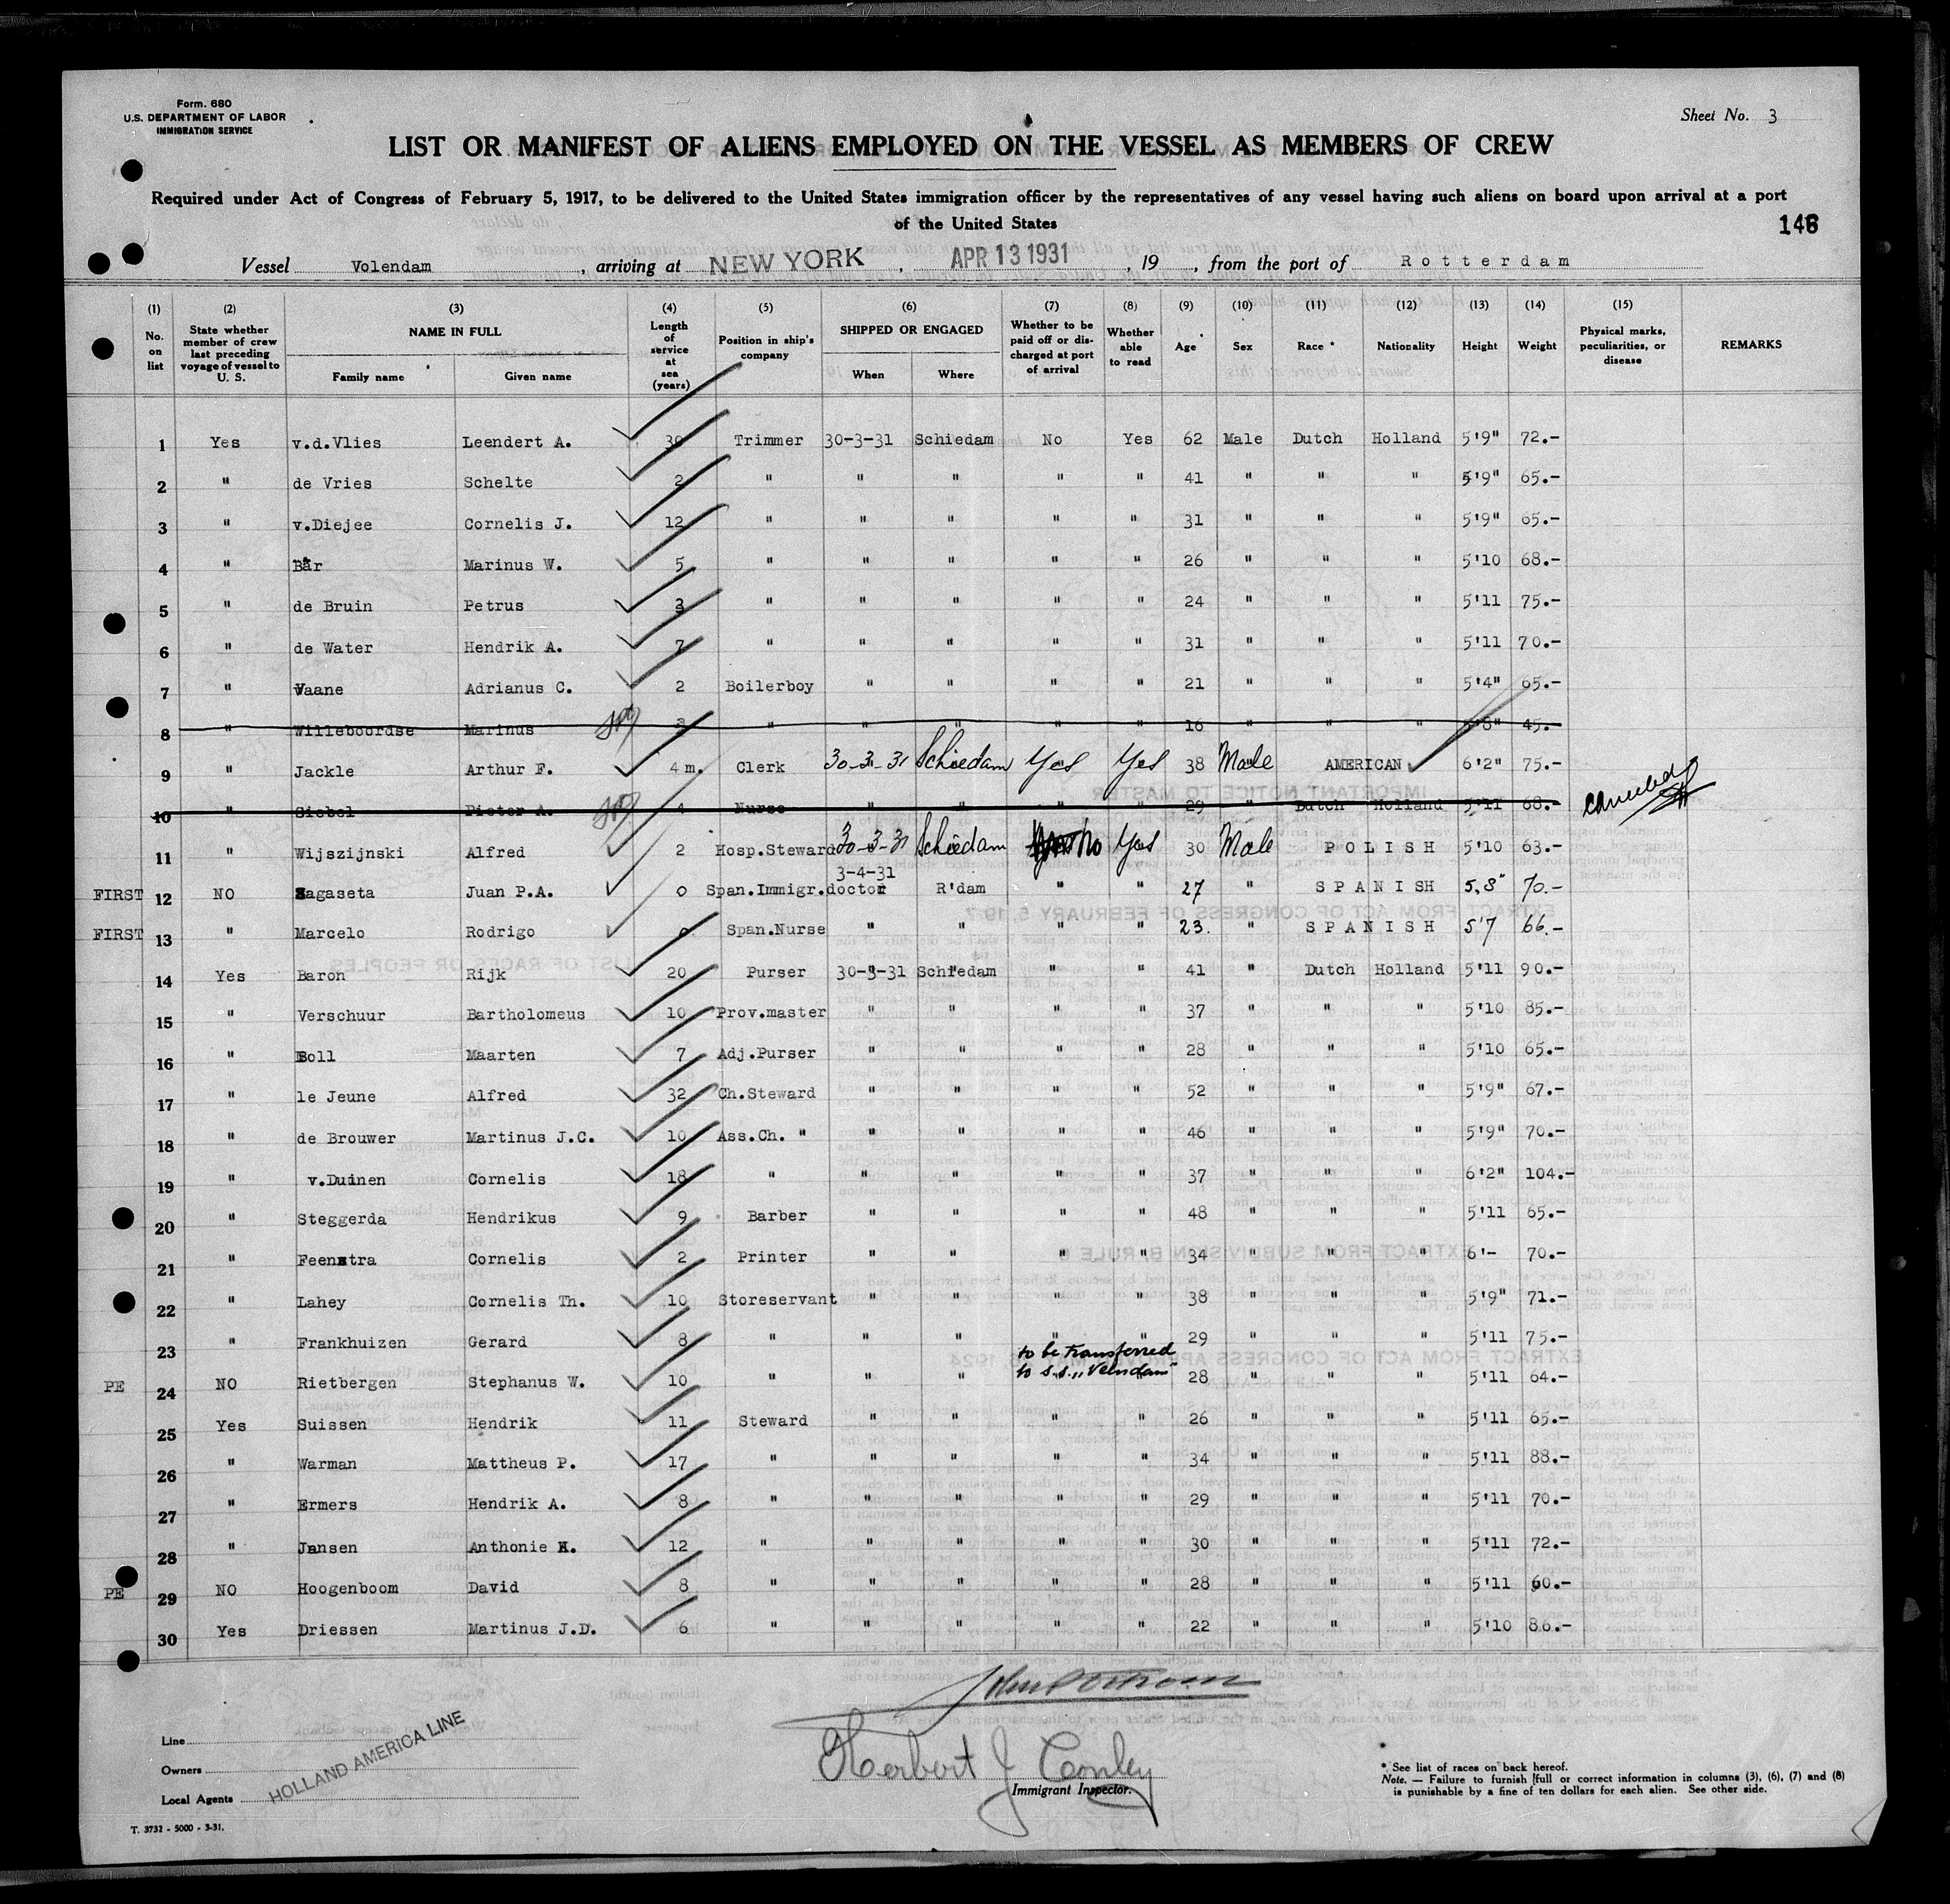 Form. 680
U.S. DEPARTMENT OF LABOR
IMMIGRATION SERVICE
Sheet No. 3
LIST OR MANIFEST OF ALIENS EMPLOYED ON THE VESSEL AS MEMBERS OF CREW
Required under Act of Congress of February 5, 1917, to be delivered to the United States immigration officer by the representatives of any vessel having such aliens on board upon arrival at a port
of the United States
146
Vessel Volendam , arriving at NEW YORK , APR 13 1931 , 19 , from the port of Rotterdam
(1) (2) (3) (4) (5) (6) (7) (8) (9) (10) (11) (12) (13) (14) (15)
No. on list State whether member of crew last preceding voyage of vessel to U. S. NAME IN FULL Family name Given name Length of service at sea (years) Position in ship's company SHIPPED OR ENGAGED When Where Whether to be paid off or discharged at port of arrival Whether able to read Age Sex Race * Nationality Height Weight Physical marks, peculiarities, or disease REMARKS
1 Yes v.d.Vlies Leendert A. 30 Trimmer 30-3-31 Schiedam No Yes 62 Male Dutch Holland 5'9" 72.-
2 " de Vries Schelte 2 " " " " " 41 " " " 5'9" 65.-
3 " v.Diejee Cornelis J. 12 " " " " " 31 " " " 5'9" 65.-
4 " Bär Marinus W. 5 " " " " " 26 " " " 5'10 68.-
5 " de Bruin Petrus 3 " " " " " 24 " " " 5'11 75.-
6 " de Water Hendrik A. 7 " " " " " 31 " " " 5'11 70.-
7 " Vaane Adrianus C. 2 Boilerboy " " " " 21 " " " 5'4" 65.-
8 " Willeboordse Marinus 3 " " " " " 16 " " " 5'8" 45.-
9 " Jackle Arthur F. 4 m. Clerk 30-3-31 Schiedam Yes Yes 38 Male AMERICAN 6'2" 75.-
10 " Siebel Pieter A. 4 Nurse " " " " 29 " Dutch Holland 5'11 68.- cancelled
11 " Wijszijnski Alfred 2 Hosp.Steward 30-3-31 Schiedam No Yes 30 Male POLISH 5'10 63.-
FIRST 12 NO Zagaseta Juan P.A. 0 Span.Immigr.doctor 3-4-31 R'dam " " 27 " SPANISH 5,8" 70.-
FIRST 13 " Marcelo Rodrigo 0 Span.Nurse " " " " 23. " SPANISH 5'7 66.-
14 Yes Baron Rijk 20 Purser 30-3-31 Schiedam " " 41 " Dutch Holland 5'11 90.-
15 " Verschuur Bartholomeus 10 Prov.master " " " " 37 " " " 5'10 85.-
16 " Boll Maarten 7 Adj.Purser " " " " 28 " " " 5'10 65.-
17 " le Jeune Alfred 32 Ch.Steward " " " " 52 " " " 5'9" 67.-
18 " de Brouwer Martinus J.C. 10 Ass.Ch. " " " " " 46 " " " 5'9" 70.-
19 " v.Duinen Cornelis 18 " " " " " 37 " " " 6'2" 104.-
20 " Steggerda Hendrikus 9 Barber " " " " 48 " " " 5'11 65.-
21 " Feenstra Cornelis 2 Printer " " " " 34 " " " 6'- 70.-
22 " Lahey Cornelis Th. 10 Storeservant " " " " 38 " " " 5'9" 71.-
23 " Frankhuizen Gerard 8 " " " " " 29 " " " 5'11 75.-
PE 24 NO Rietbergen Stephanus W. 10 " " " to be transferred to s.s. „Veendam" 28 " " " 5'11 64.-
25 Yes Suissen Hendrik 11 Steward " " " " 26 " " " 5'11 65.-
26 " Warman Mattheus P. 17 " " " " " 34 " " " 5'11 88.-
27 " Ermers Hendrik A. 8 " " " " " 29 " " " 5'11 70.-
28 " Jansen Anthonie H. 12 " " " " " 30 " " " 5'11 72.-
PE 29 NO Hoogenboom David 8 " " " " " 28 " " " 5'11 60.-
30 Yes Driessen Martinus J.D. 6 " " " " " 22 " " " 5'10 86.-
Line
Owners
Local Agents
HOLLAND AMERICA LINE
Herbert J Conley
Immigrant Inspector.
* See list of races on back hereof.
Note. — Failure to furnish full or correct information in columns (3), (6), (7) and (8)
is punishable by a fine of ten dollars for each alien. See other side.
T. 3732 - 5000 - 3-31.